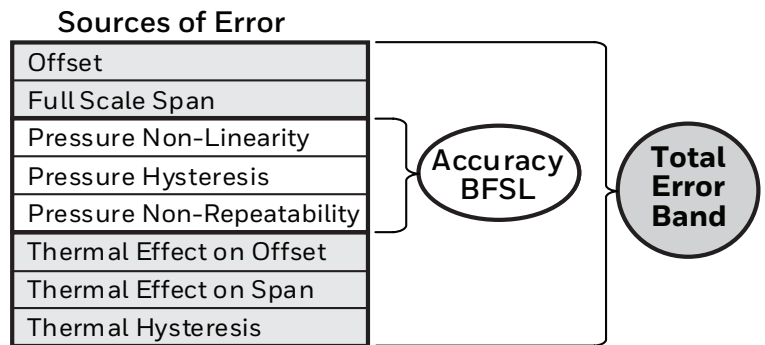 Sources of Error
Offset
Full Scale Span
Pressure Non-Linearity
Pressure Hysteresis
Pressure Non-Repeatability
Thermal Effect on Offset
Thermal Effect on Span
Thermal Hysteresis
Accuracy
BFSL
Total
Error
Band